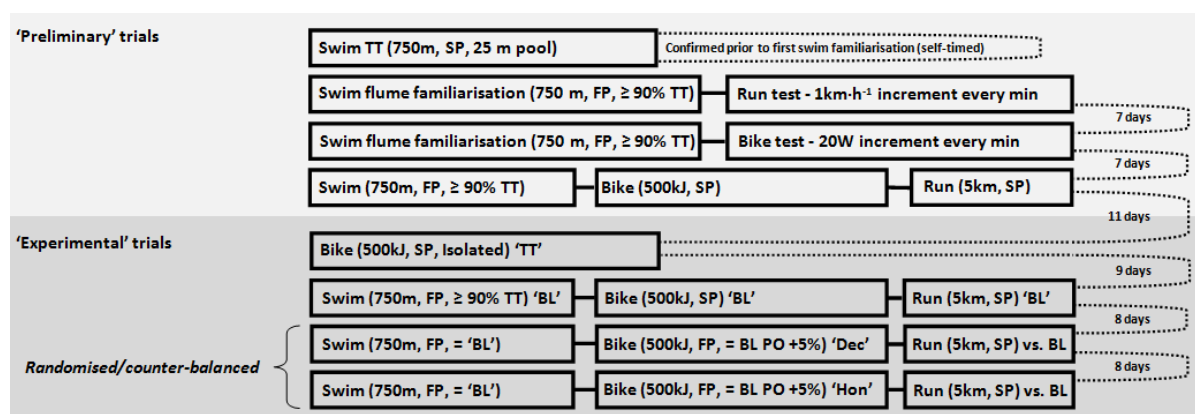 ‘Preliminary’ trials
Swim TT (750m, SP, 25 m pool)
Confirmed prior to first swim familiarisation (self-timed)
Swim flume familiarisation (750 m, FP, ≥ 90% TT)
Run test - 1km·h⁻¹ increment every min
7 days
Swim flume familiarisation (750 m, FP, ≥ 90% TT)
Bike test - 20W increment every min
7 days
Swim (750m, FP, ≥ 90% TT)
Bike (500kJ, SP)
Run (5km, SP)
11 days
‘Experimental’ trials
Bike (500kJ, SP, Isolated) ‘TT’
9 days
Swim (750m, FP, ≥ 90% TT) ‘BL’
Bike (500kJ, SP) ‘BL’
Run (5km, SP) ‘BL’
8 days
Randomised/counter-balanced
Swim (750m, FP, = ‘BL’)
Bike (500kJ, FP, = BL PO +5%) ‘Dec’
Run (5km, SP) vs. BL
8 days
Swim (750m, FP, = ‘BL’)
Bike (500kJ, FP, = BL PO +5%) ‘Hon’
Run (5km, SP) vs. BL